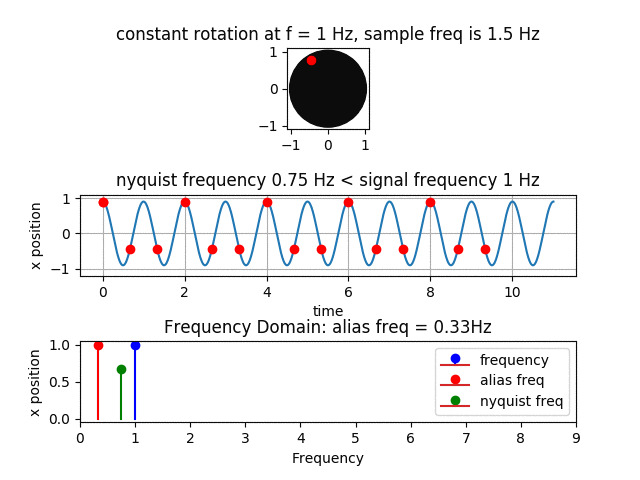 constant rotation at f = 1 Hz, sample freq is 1.5 Hz
1
0
−1
−1 0 1
nyquist frequency 0.75 Hz < signal frequency 1 Hz
x position
1
0
−1
0 2 4 6 8 10
time
Frequency Domain: alias freq = 0.33Hz
x position
1.0
0.5
0.0
frequency
alias freq
nyquist freq
0 1 2 3 4 5 6 7 8 9
Frequency